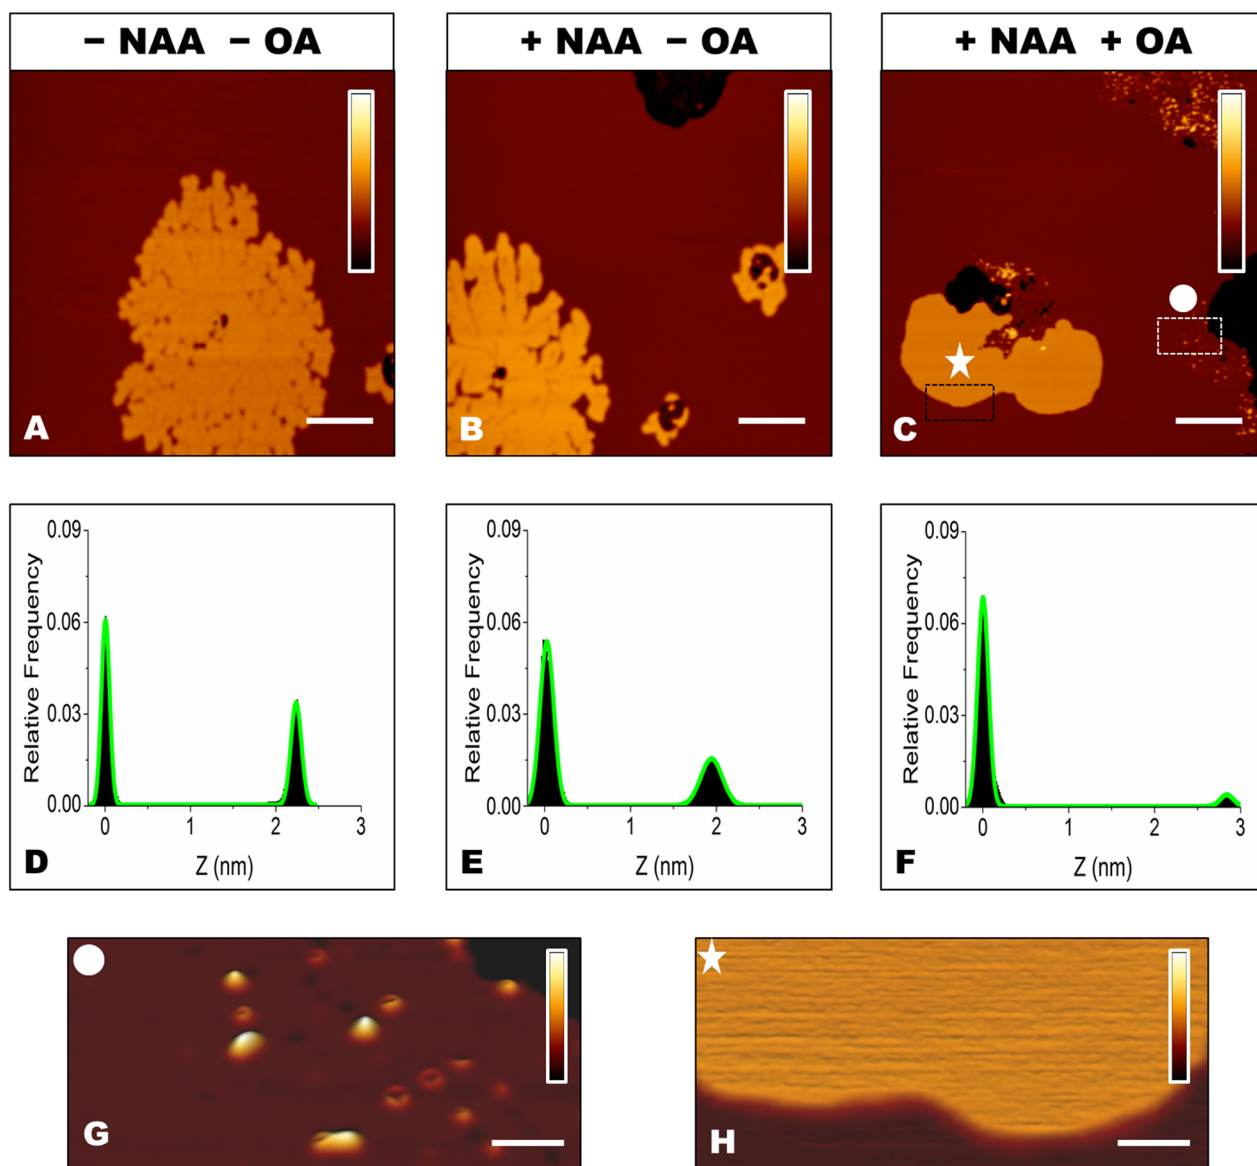 − NAA − OA
+ NAA − OA
+ NAA + OA
A
B
C
Relative Frequency
0.09
0.06
0.03
0.00
0
1
2
3
Z (nm)
D
Relative Frequency
0.09
0.06
0.03
0.00
0
1
2
3
Z (nm)
E
Relative Frequency
0.09
0.06
0.03
0.00
0
1
2
3
Z (nm)
F
G
H